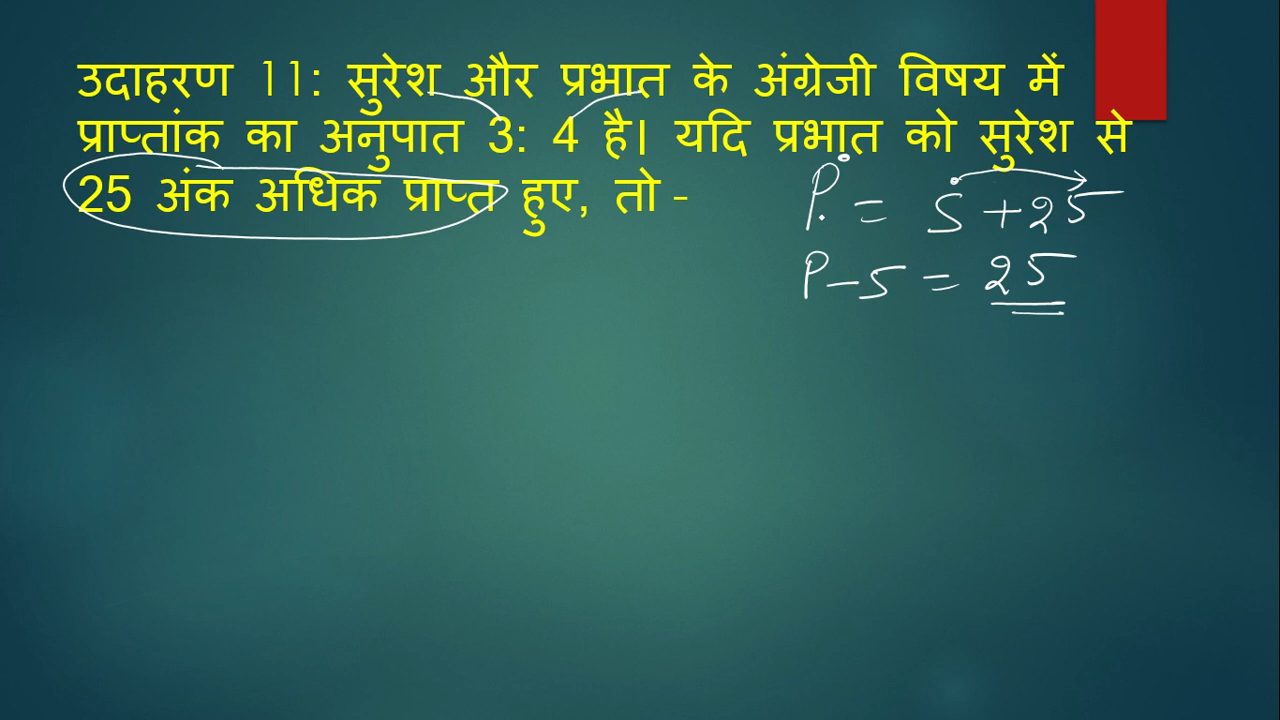 उदाहरण 11: सुरेश और प्रभात के अंग्रेजी विषय में
प्राप्तांक का अनुपात 3: 4 है। यदि प्रभात को सुरेश से
25 अंक अधिक प्राप्त हुए, तो -
P = S + 25
P - S = 25